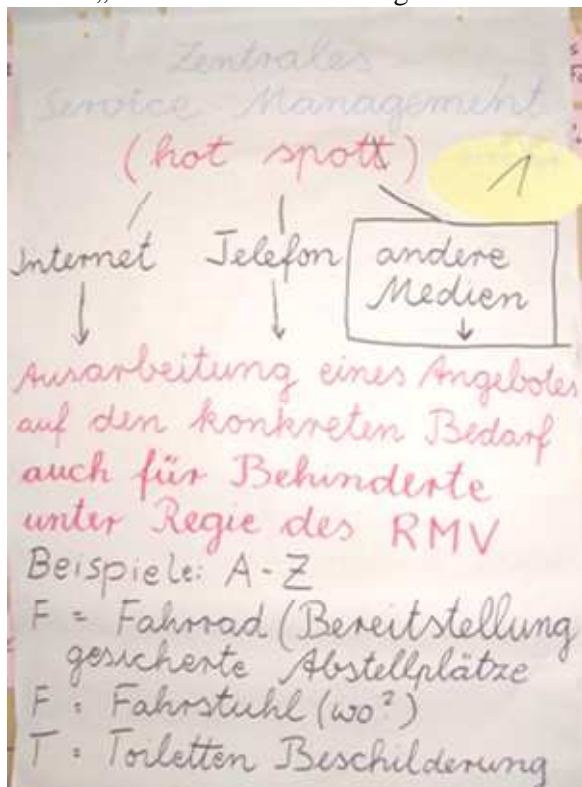 Zentrales
Service Management
(hot spott)
1
Internet Telefon andere
Medien
Ausarbeitung eines Angebotes
auf den konkreten Bedarf
auch für Behinderte
unter Regie des RMV
Beispiele: A-Z
F = Fahrrad (Bereitstellung
gesicherte Abstellplätze
F = Fahrstuhl (wo?)
T = Toiletten Beschilderung